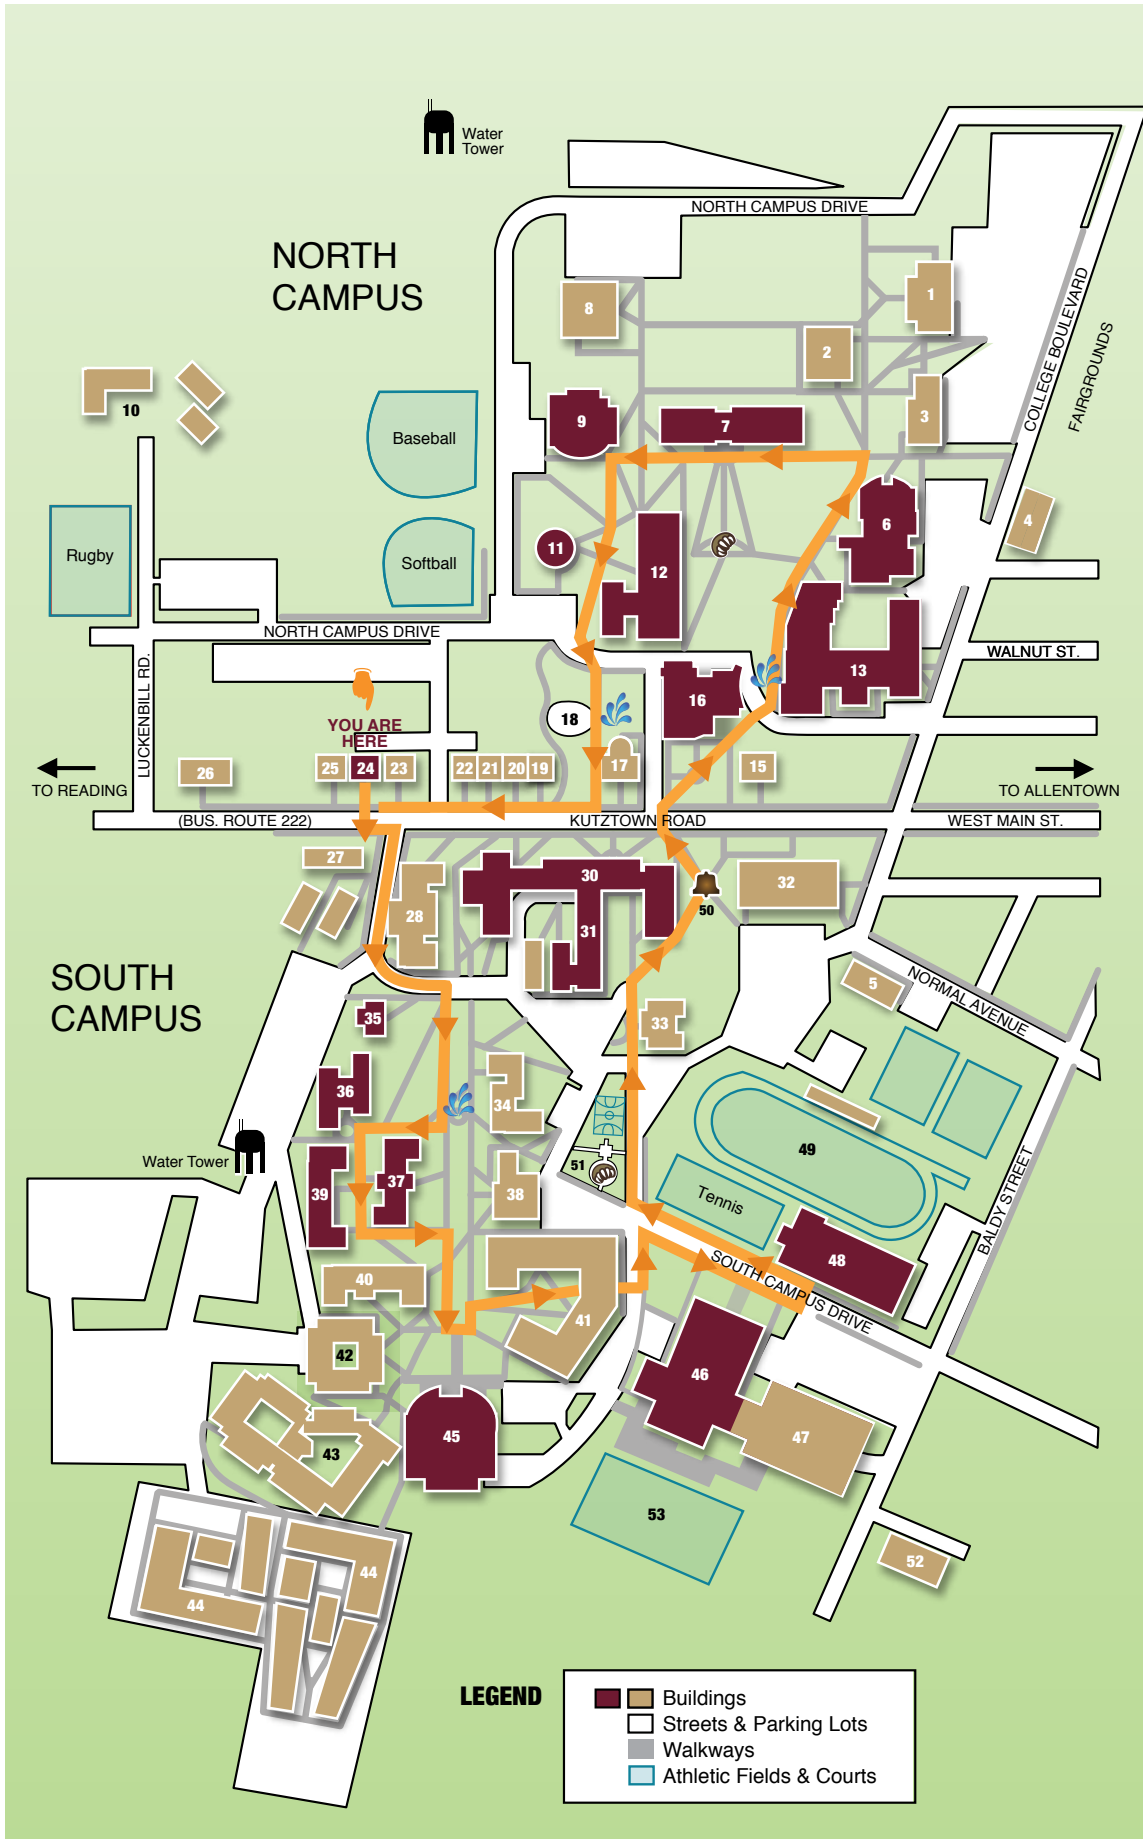 Water
Tower
NORTH CAMPUS DRIVE
NORTH
CAMPUS
1
8
2
COLLEGE BOULEVARD
FAIRGROUNDS
10
3
9
7
Baseball
4
6
Rugby
11
Softball
12
NORTH CAMPUS DRIVE
WALNUT ST.
LUCKENBILL RD.
13
16
18
YOU ARE
HERE
26
25
24
23
22
21
20
19
17
15
TO READING
TO ALLENTOWN
(BUS. ROUTE 222)
KUTZTOWN ROAD
WEST MAIN ST.
27
30
32
28
50
31
SOUTH
CAMPUS
5
NORMAL AVENUE
35
33
36
34
Water Tower
49
51
37
39
38
Tennis
BALDY STREET
48
SOUTH CAMPUS DRIVE
40
41
42
46
45
47
43
53
52
44
44
LEGEND
Buildings
Streets & Parking Lots
Walkways
Athletic Fields & Courts